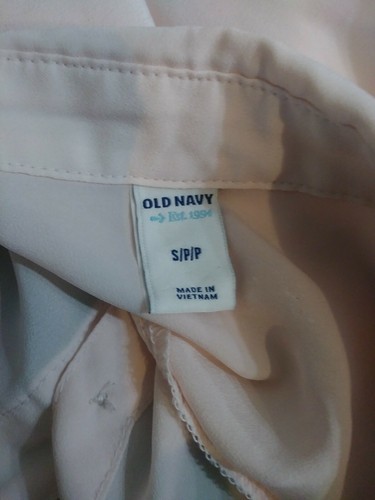 OLD NAVY
Est. 1994
S/P/P
MADE IN
VIETNAM